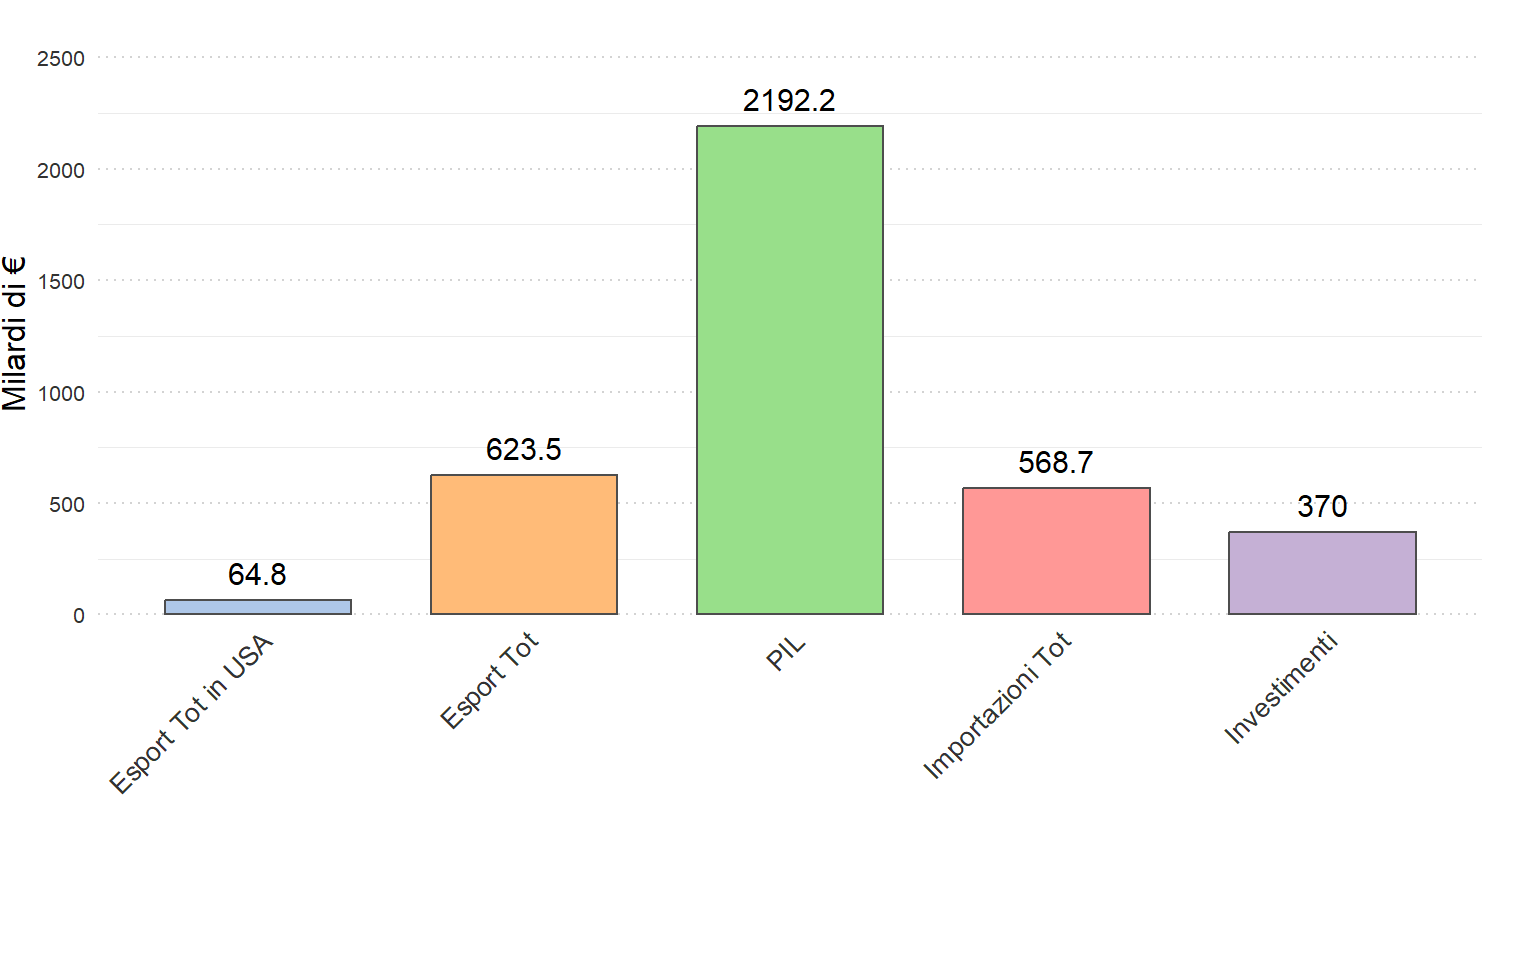 Milardi di €
2500
2000
1500
1000
500
0
64.8
623.5
2192.2
568.7
370
Esport Tot in USA
Esport Tot
PIL
Importazioni Tot
Investimenti